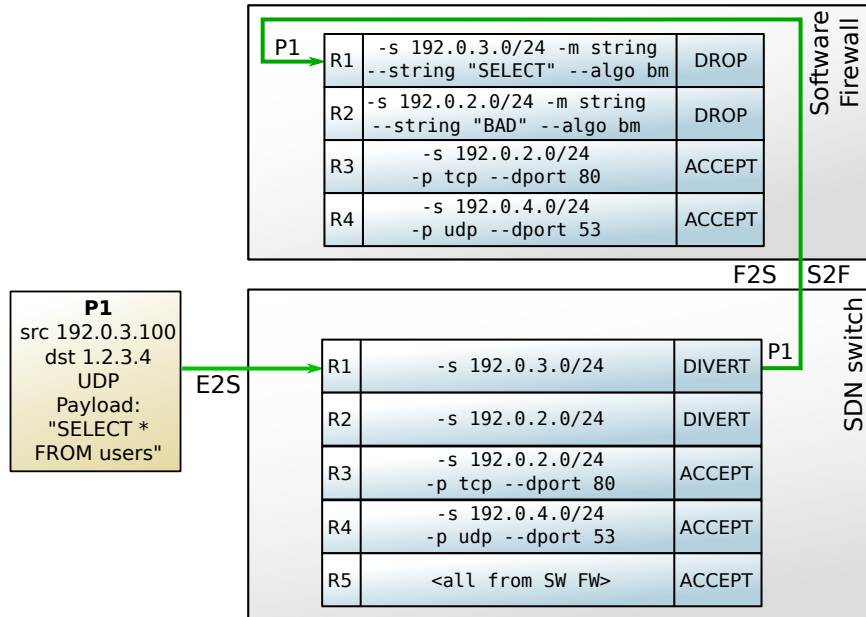 P1
R1
-s 192.0.3.0/24 -m string
--string "SELECT" --algo bm
DROP
R2
-s 192.0.2.0/24 -m string
--string "BAD" --algo bm
DROP
R3
-s 192.0.2.0/24
-p tcp --dport 80
ACCEPT
R4
-s 192.0.4.0/24
-p udp --dport 53
ACCEPT
Software
Firewall
F2S
S2F
P1
src 192.0.3.100
dst 1.2.3.4
UDP
Payload:
"SELECT *
FROM users"
E2S
R1
-s 192.0.3.0/24
DIVERT
P1
R2
-s 192.0.2.0/24
DIVERT
R3
-s 192.0.2.0/24
-p tcp --dport 80
ACCEPT
R4
-s 192.0.4.0/24
-p udp --dport 53
ACCEPT
R5
<all from SW FW>
ACCEPT
SDN switch